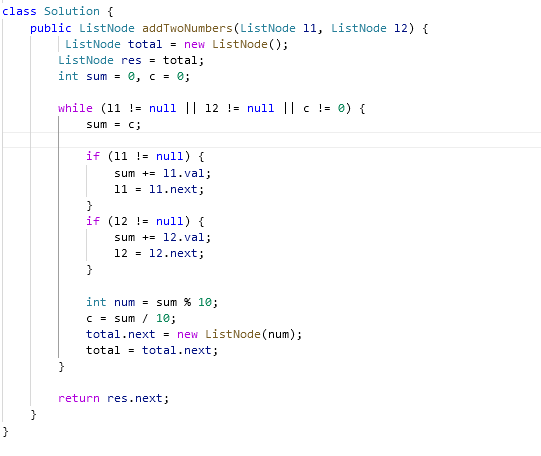 class Solution {
    public ListNode addTwoNumbers(ListNode l1, ListNode l2) {
         ListNode total = new ListNode();
        ListNode res = total;
        int sum = 0, c = 0;

        while (l1 != null || l2 != null || c != 0) {
            sum = c;

            if (l1 != null) {
                sum += l1.val;
                l1 = l1.next;
            }
            if (l2 != null) {
                sum += l2.val;
                l2 = l2.next;
            }

            int num = sum % 10;
            c = sum / 10;
            total.next = new ListNode(num);
            total = total.next;
        }

        return res.next;
    }
}